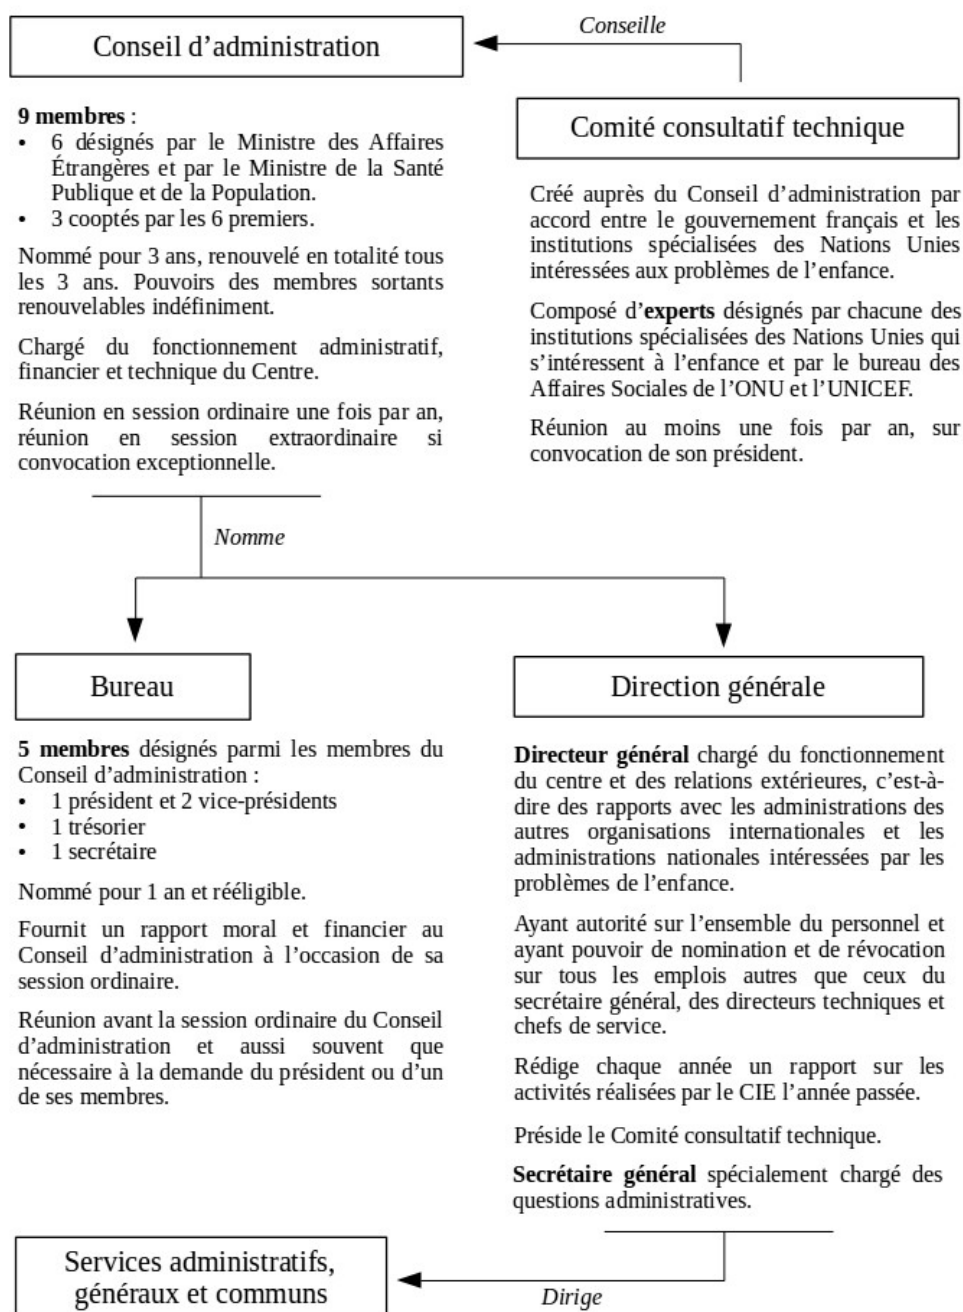 Conseille
Conseil d’administration
9 membres :
• 6 désignés par le Ministre des Affaires
Étrangères et par le Ministre de la Santé
Publique et de la Population.
• 3 cooptés par les 6 premiers.
Nommé pour 3 ans, renouvelé en totalité tous
les 3 ans. Pouvoirs des membres sortants
renouvelables indéfiniment.
Chargé du fonctionnement administratif,
financier et technique du Centre.
Réunion en session ordinaire une fois par an,
réunion en session extraordinaire si
convocation exceptionnelle.
Comité consultatif technique
Créé auprès du Conseil d’administration par
accord entre le gouvernement français et les
institutions spécialisées des Nations Unies
intéressées aux problèmes de l’enfance.
Composé d’experts désignés par chacune des
institutions spécialisées des Nations Unies qui
s’intéressent à l’enfance et par le bureau des
Affaires Sociales de l’ONU et l’UNICEF.
Réunion au moins une fois par an, sur
convocation de son président.
Nomme
Bureau
5 membres désignés parmi les membres du
Conseil d’administration :
• 1 président et 2 vice-présidents
• 1 trésorier
• 1 secrétaire
Nommé pour 1 an et rééligible.
Fournit un rapport moral et financier au
Conseil d’administration à l’occasion de sa
session ordinaire.
Réunion avant la session ordinaire du Conseil
d’administration et aussi souvent que
nécessaire à la demande du président ou d’un
de ses membres.
Direction générale
Directeur général chargé du fonctionnement
du centre et des relations extérieures, c’est-à-
dire des rapports avec les administrations des
autres organisations internationales et les
administrations nationales intéressées par les
problèmes de l’enfance.
Ayant autorité sur l’ensemble du personnel et
ayant pouvoir de nomination et de révocation
sur tous les emplois autres que ceux du
secrétaire général, des directeurs techniques et
chefs de service.
Rédige chaque année un rapport sur les
activités réalisées par le CIE l’année passée.
Préside le Comité consultatif technique.
Secrétaire général spécialement chargé des
questions administratives.
Services administratifs,
généraux et communs
Dirige